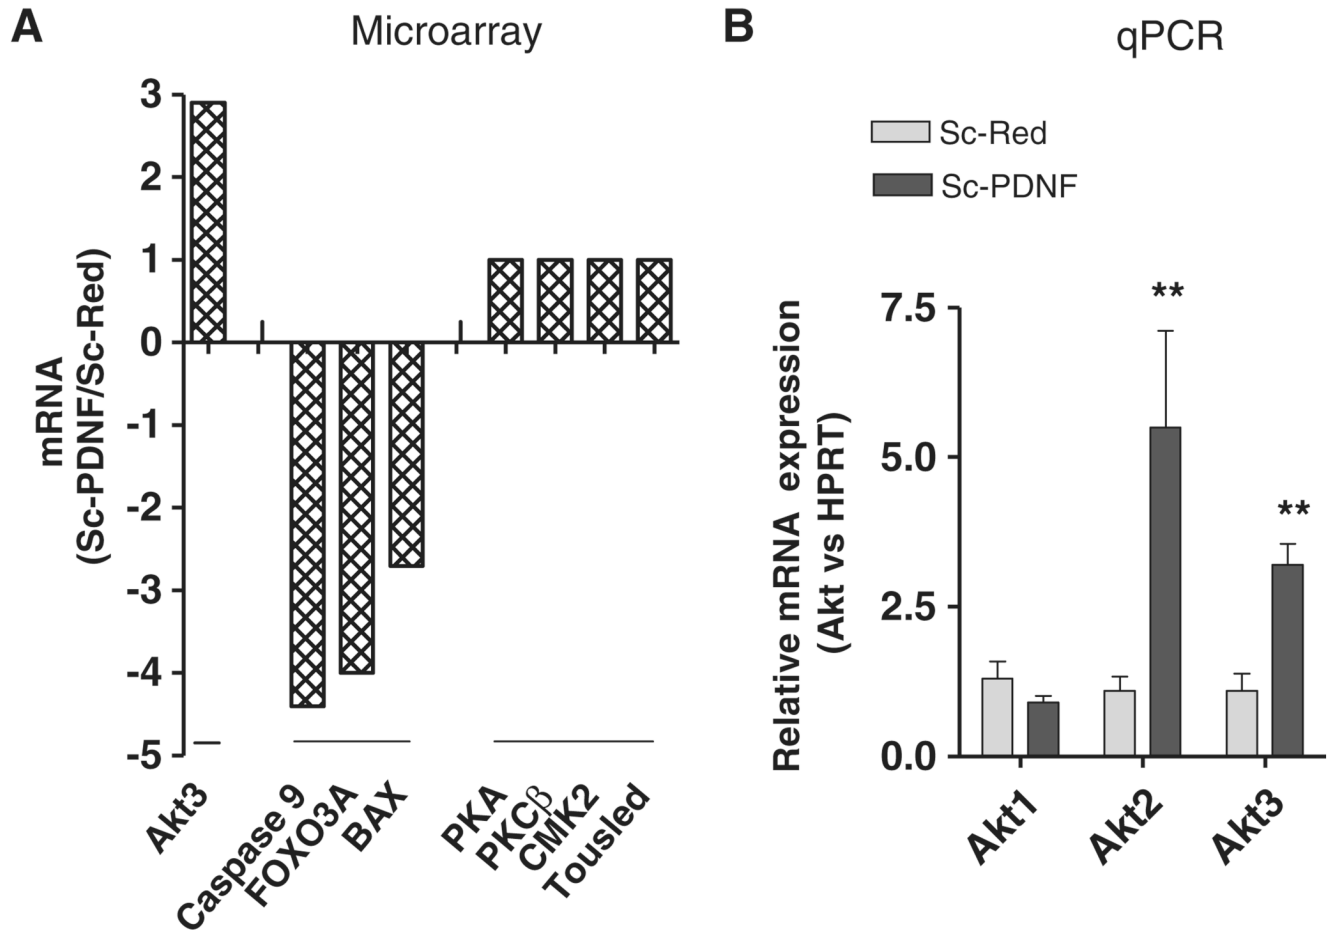 A
Microarray
3
2
1
0
-1
-2
-3
-4
-5
mRNA
(Sc-PDNF/Sc-Red)
Akt3
Caspase 9
FOXO3A
BAX
PKA
PKCβ
CMK2
Tousled
B
qPCR
Sc-Red
Sc-PDNF
7.5
5.0
2.5
0.0
Relative mRNA expression
(Akt vs HPRT)
**
**
Akt1
Akt2
Akt3